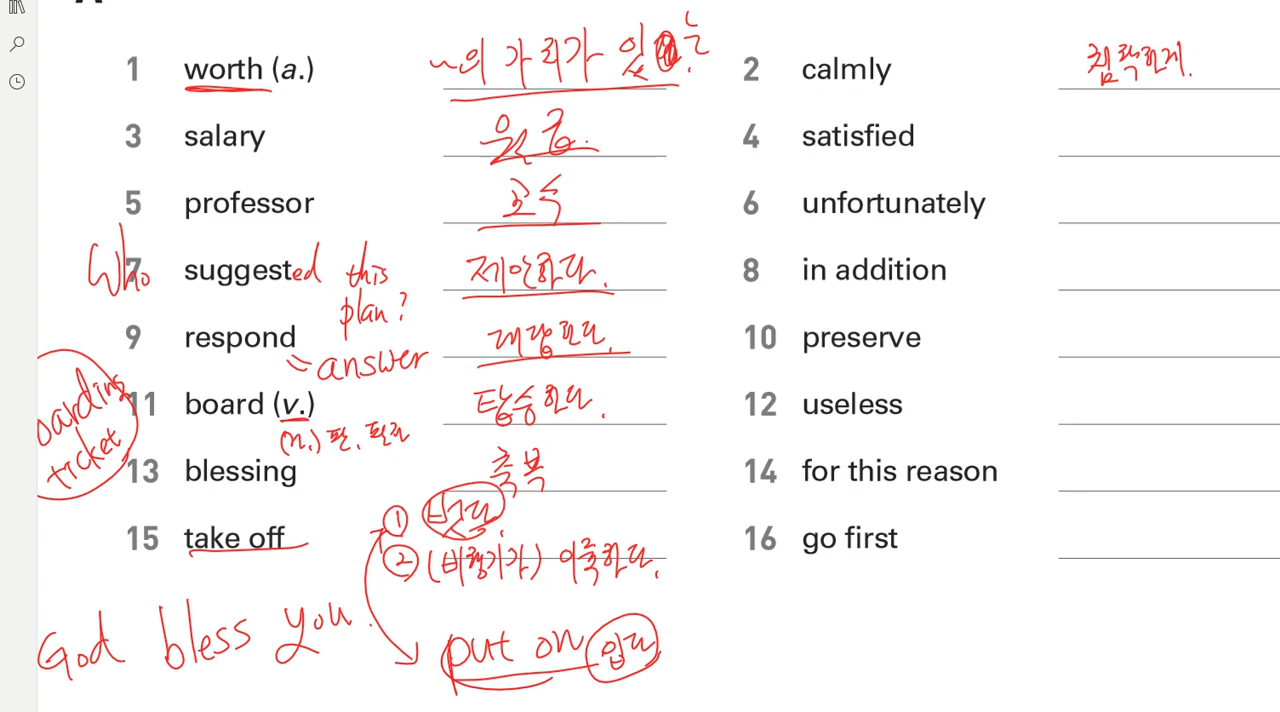 1 worth (a.) ~의 가치가 있는
2 calmly 침착하게.
3 salary 월급.
4 satisfied
5 professor 교수
6 unfortunately
Who
7 suggested this plan? 제안하다.
8 in addition
9 respond 대답하다.
= answer
10 preserve
boarding ticket
11 board (v.) 탑승하다.
(n.) 판, 판자
12 useless
13 blessing 축복
14 for this reason
15 take off ① 벗다.
② (비행기가) 이륙하다.
16 go first
God bless you.
put on 입다